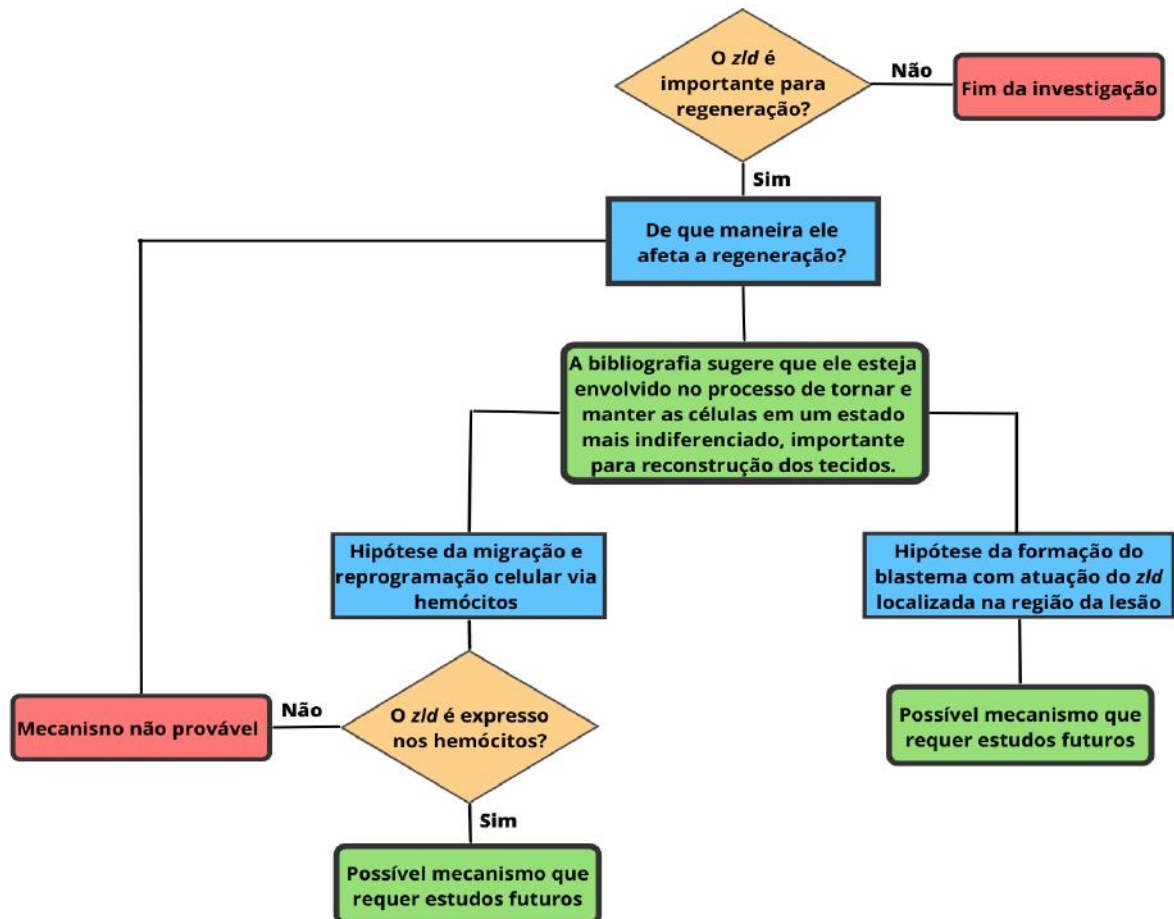 O zld é
importante para
regeneração?
Não
Fim da investigação
Sim
De que maneira ele
afeta a regeneração?
A bibliografia sugere que ele esteja
envolvido no processo de tornar e
manter as células em um estado
mais indiferenciado, importante
para reconstrução dos tecidos.
Hipótese da migração e
reprogramação celular via
hemócitos
Hipótese da formação do
blastema com atuação do zld
localizada na região da lesão
Mecanisno não provável
Não
O zld é expresso
nos hemócitos?
Possível mecanismo que
requer estudos futuros
Sim
Possível mecanismo que
requer estudos futuros